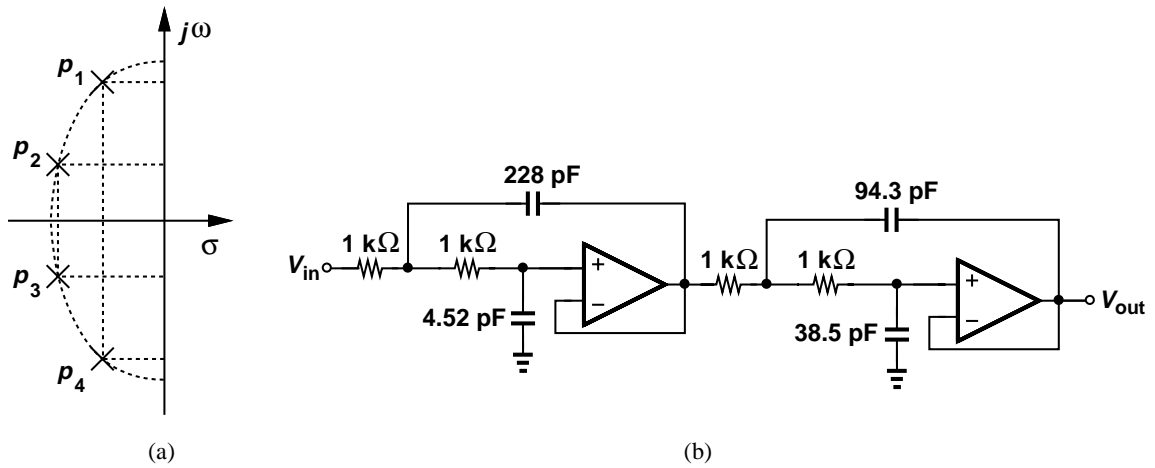 jω
p1
p2
σ
p3
p4
(a)
228 pF
94.3 pF
1 kΩ
1 kΩ
1 kΩ
1 kΩ
Vin
+
−
+
−
Vout
4.52 pF
38.5 pF
(b)